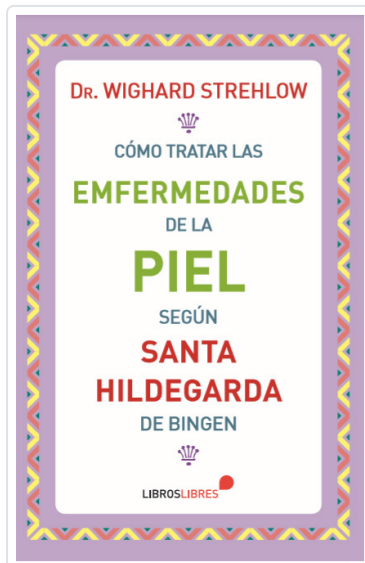 DR. WIGHARD STREHLOW
CÓMO TRATAR LAS
EMFERMEDADES
DE LA
PIEL
SEGÚN
SANTA
HILDEGARDA
DE BINGEN
LIBROSLIBRES